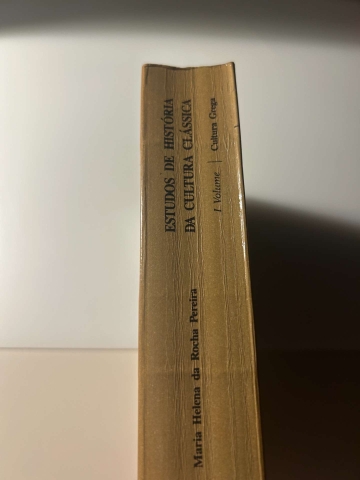 Maria Helena da Rocha Pereira
ESTUDOS DE HISTÓRIA
DA CULTURA CLÁSSICA
I Volume | Cultura Grega